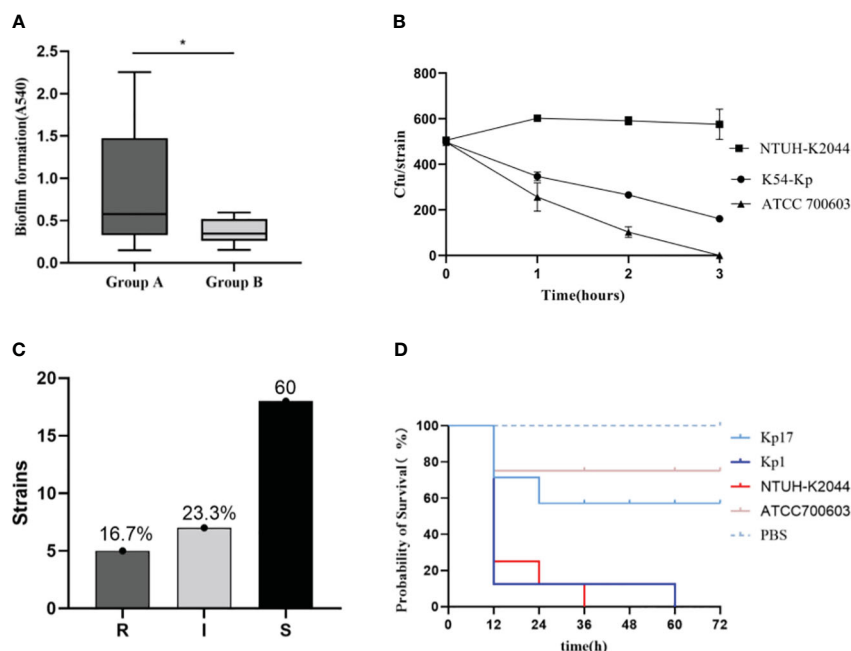 A
*
Biofilm formation(A540)
2.5
2.0
1.5
1.0
0.5
0.0
Group A Group B
B
Cfu/strain
800
600
400
200
0
0 1 2 3
Time(hours)
NTUH-K2044
K54-Kp
ATCC 700603
C
Strains
20
15
10
5
0
16.7%
23.3%
60
R I S
D
Probability of Survival( %)
100
80
60
40
20
0
0 12 24 36 48 60 72
time(h)
Kp17
Kp1
NTUH-K2044
ATCC700603
PBS